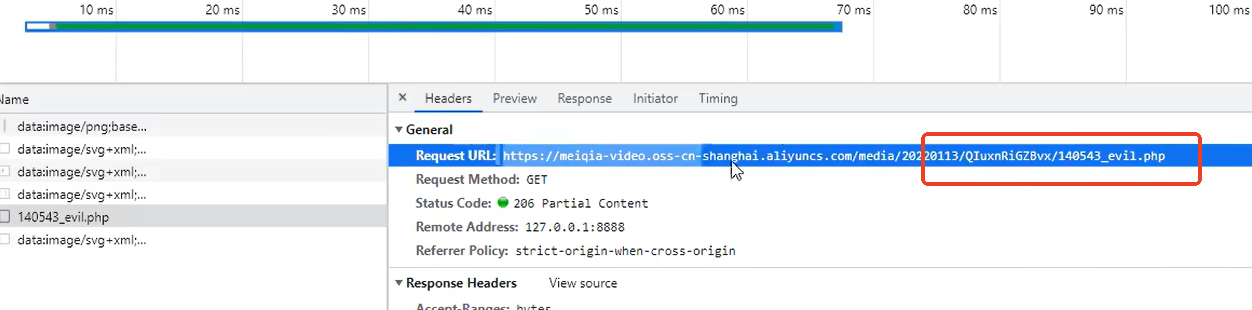 10 ms 20 ms 30 ms 40 ms 50 ms 60 ms 70 ms 80 ms 90 ms 100 ms
Name
Headers Preview Response Initiator Timing
data:image/png;base...
data:image/svg+xml;...
data:image/svg+xml;...
data:image/svg+xml;...
140543_evil.php
data:image/svg+xml;...
General
Request URL: https://meiqia-video.oss-cn-shanghai.aliyuncs.com/media/20220113/QIuxnRiGZBvx/140543_evil.php
Request Method: GET
Status Code: 206 Partial Content
Remote Address: 127.0.0.1:8888
Referrer Policy: strict-origin-when-cross-origin
Response Headers View source
Accept-Ranges: bytes